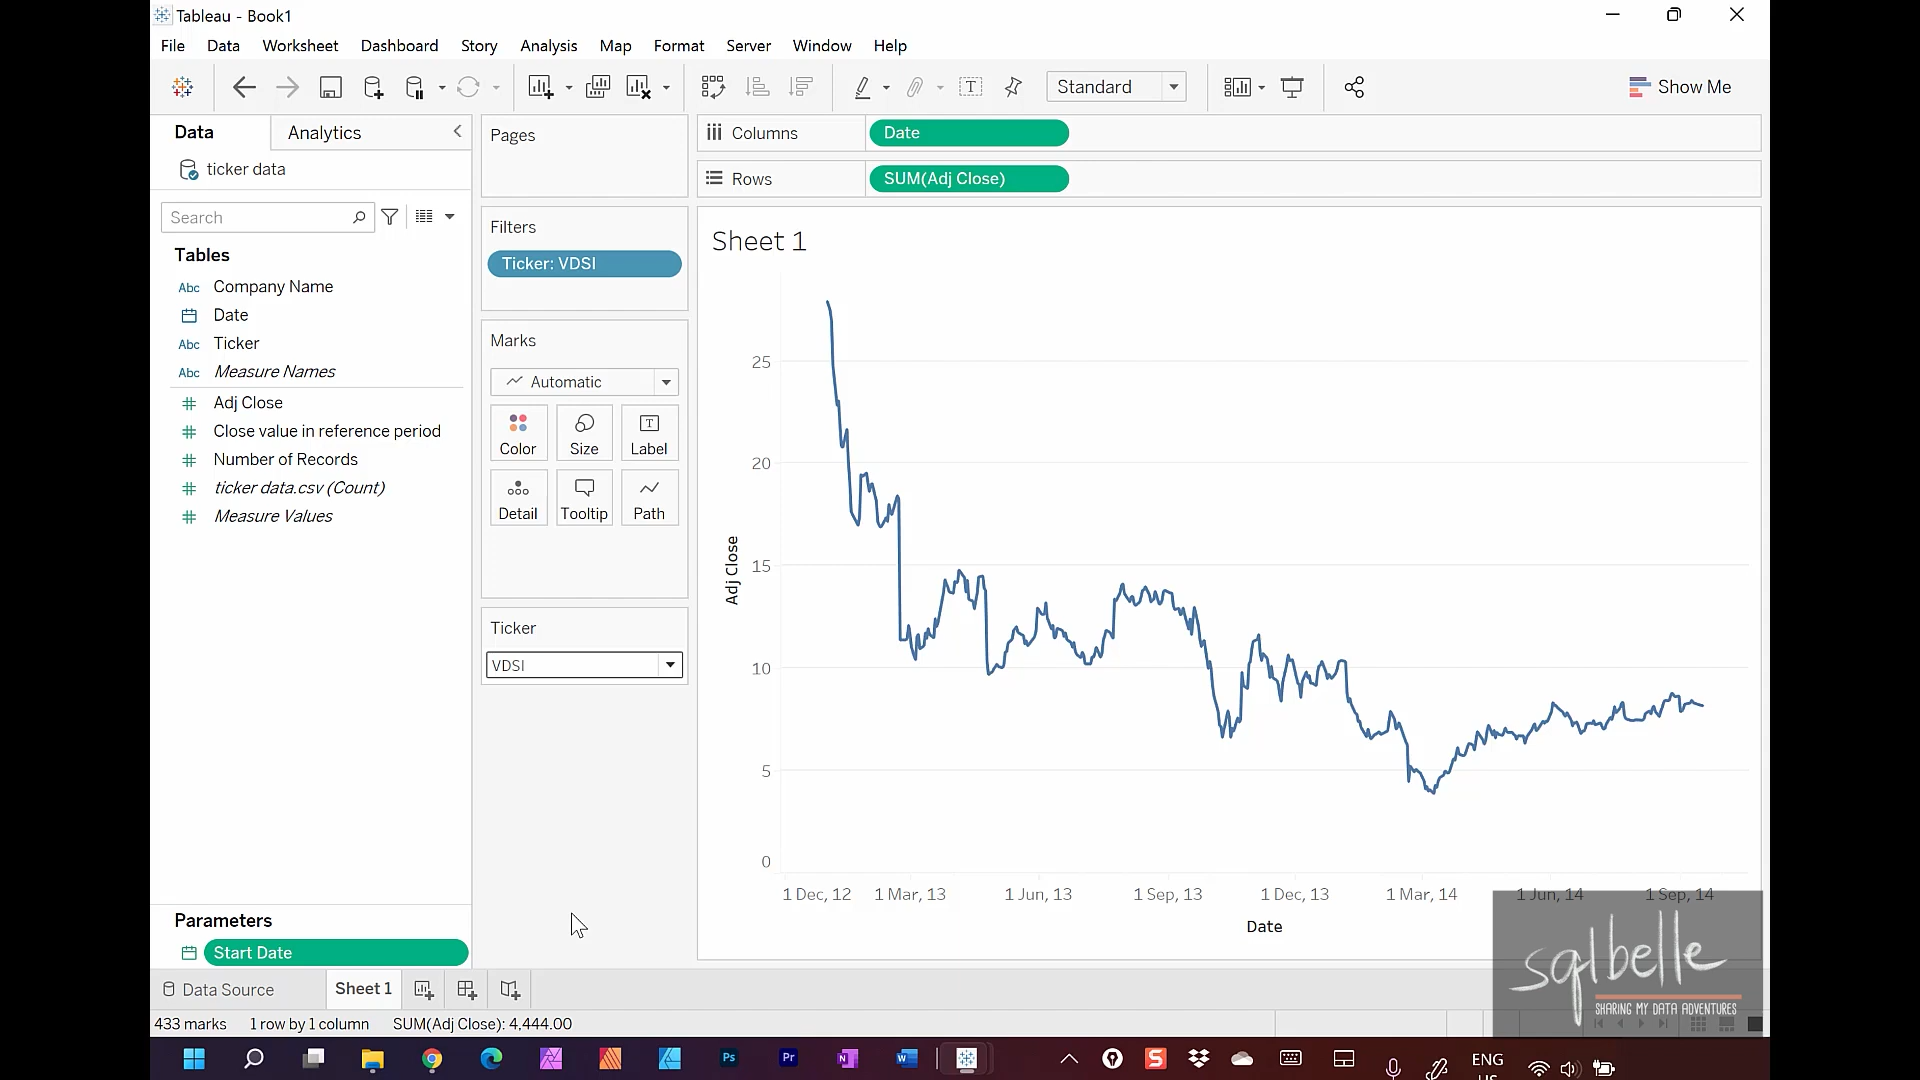 Tableau - Book1
File Data Worksheet Dashboard Story Analysis Map Format Server Window Help
Standard
Show Me
Data
Analytics
ticker data
Search
Tables
Abc Company Name
Date
Abc Ticker
Abc Measure Names
Adj Close
Close value in reference period
Number of Records
ticker data.csv (Count)
Measure Values
Parameters
Start Date
Pages
Filters
Ticker: VDSI
Marks
Automatic
Color
Size
Label
Detail
Tooltip
Path
Ticker
VDSI
Columns
Date
Rows
SUM(Adj Close)
Sheet 1
Adj Close
25
20
15
10
5
0
1 Dec, 12
1 Mar, 13
1 Jun, 13
1 Sep, 13
1 Dec, 13
1 Mar, 14
1 Jun, 14
1 Sep, 14
Date
sqlbelle
SHARING MY DATA ADVENTURES
Data Source
Sheet 1
433 marks
1 row by 1 column
SUM(Adj Close): 4,444.00
Ps
Pr
N
W
S
ENG